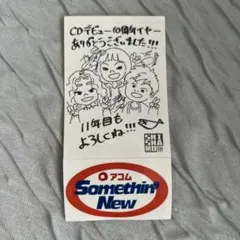 CDデビュー10周年イヤー
ありがとうございました!!!
11年目も
よろしくね!!!
アコム
Somethin'
New